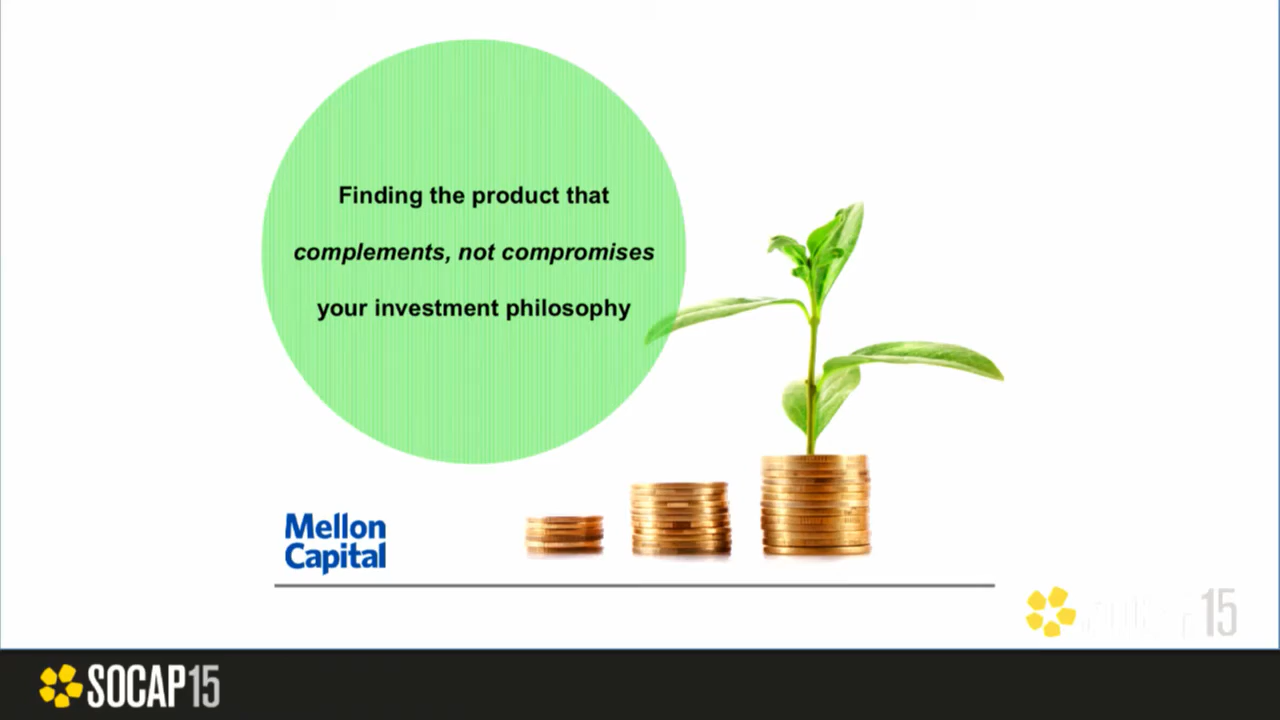 Finding the product that
complements, not compromises
your investment philosophy
Mellon
Capital
15
SOCAP15